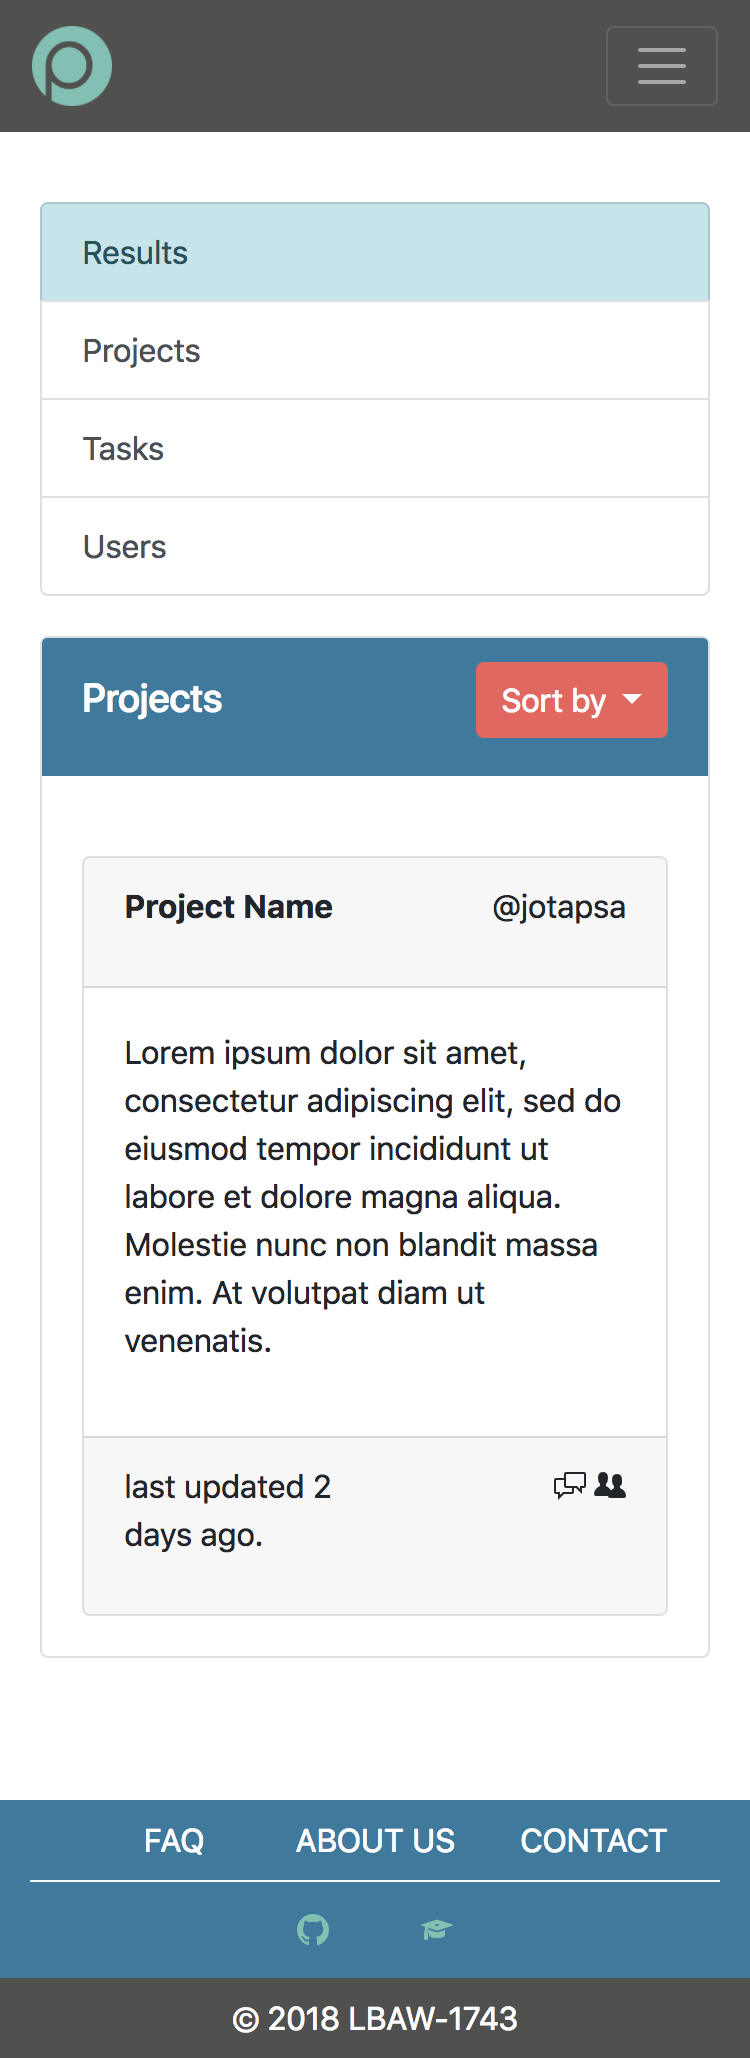 Results
Projects
Tasks
Users
Projects
Sort by
Project Name
@jotapsa
Lorem ipsum dolor sit amet,
consectetur adipiscing elit, sed do
eiusmod tempor incididunt ut
labore et dolore magna aliqua.
Molestie nunc non blandit massa
enim. At volutpat diam ut
venenatis.
last updated 2
days ago.
FAQ ABOUT US CONTACT
© 2018 LBAW-1743